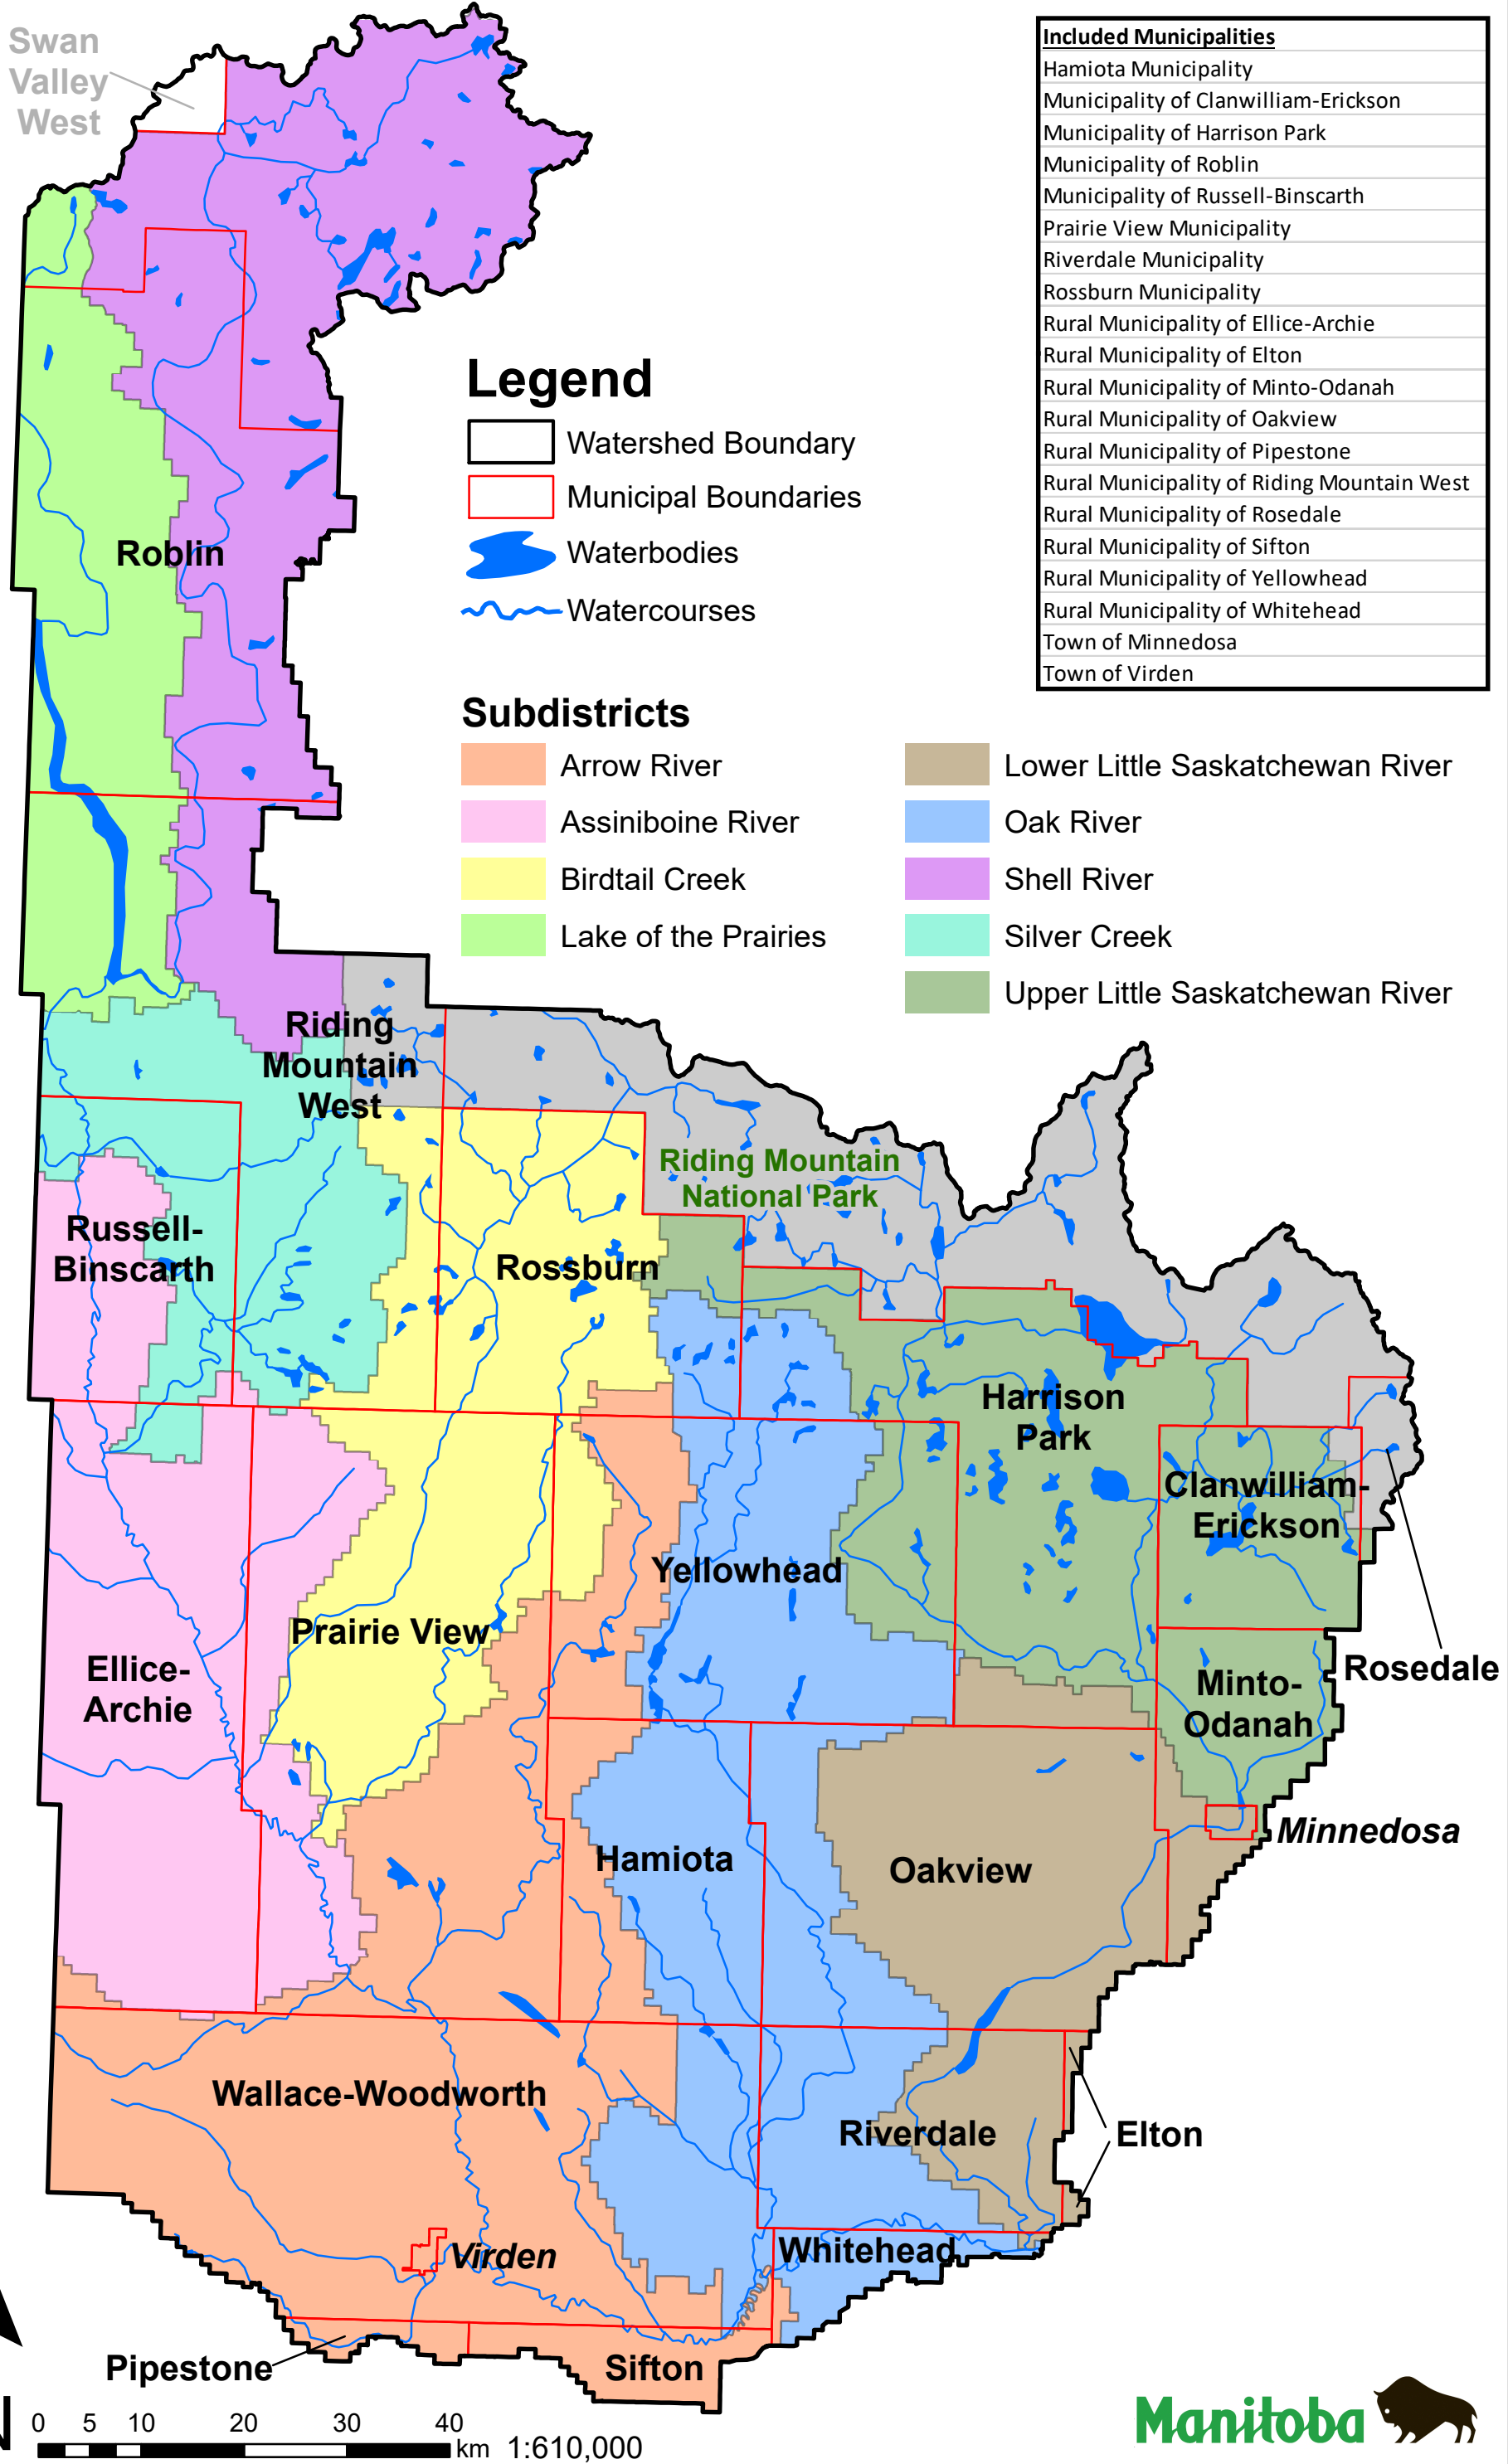 Swan
Valley
West
Included Municipalities
Hamiota Municipality
Municipality of Clanwilliam-Erickson
Municipality of Harrison Park
Municipality of Roblin
Municipality of Russell-Binscarth
Prairie View Municipality
Riverdale Municipality
Rossburn Municipality
Rural Municipality of Ellice-Archie
Rural Municipality of Elton
Rural Municipality of Minto-Odanah
Rural Municipality of Oakview
Rural Municipality of Pipestone
Rural Municipality of Riding Mountain West
Rural Municipality of Rosedale
Rural Municipality of Sifton
Rural Municipality of Yellowhead
Rural Municipality of Whitehead
Town of Minnedosa
Town of Virden
Legend
Watershed Boundary
Municipal Boundaries
Waterbodies
Watercourses
Subdistricts
Arrow River
Assiniboine River
Birdtail Creek
Lake of the Prairies
Lower Little Saskatchewan River
Oak River
Shell River
Silver Creek
Upper Little Saskatchewan River
Roblin
Riding
Mountain
West
Riding Mountain
National Park
Russell-
Binscarth
Rossburn
Harrison
Park
Clanwilliam-
Erickson
Yellowhead
Prairie View
Ellice-
Archie
Rosedale
Minto-
Odanah
Minnedosa
Hamiota
Oakview
Wallace-Woodworth
Riverdale
Elton
Virden
Whitehead
Pipestone
Sifton
N
0 5 10 20 30 40
km 1:610,000
Manitoba